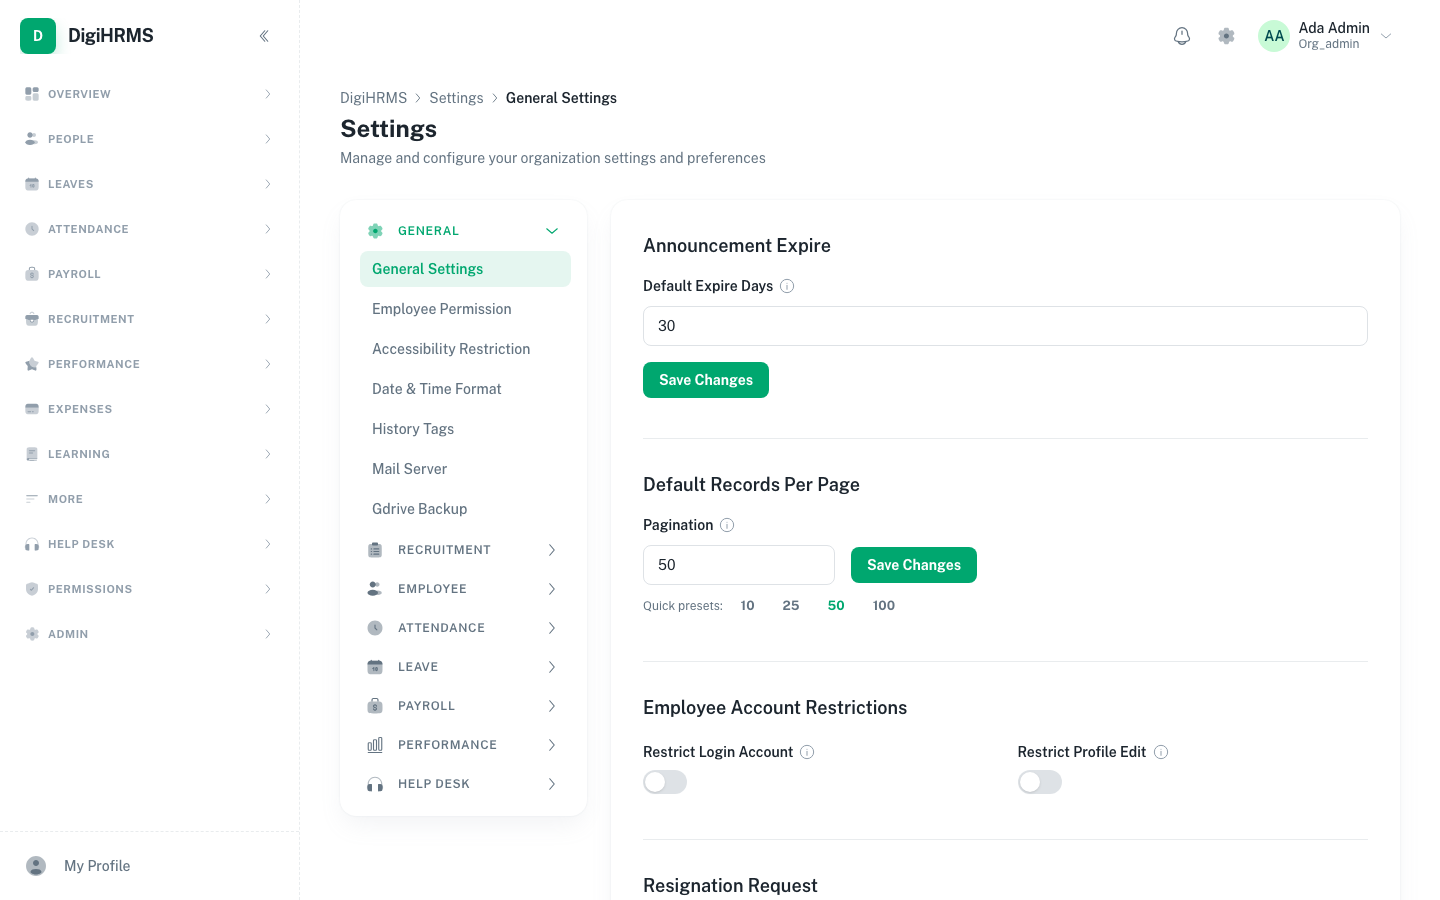 D
DigiHRMS
OVERVIEW
PEOPLE
LEAVES
ATTENDANCE
PAYROLL
RECRUITMENT
PERFORMANCE
EXPENSES
LEARNING
MORE
HELP DESK
PERMISSIONS
ADMIN
My Profile
AA
Ada Admin
Org_admin
DigiHRMS > Settings > General Settings
Settings
Manage and configure your organization settings and preferences
GENERAL
General Settings
Employee Permission
Accessibility Restriction
Date & Time Format
History Tags
Mail Server
Gdrive Backup
RECRUITMENT
EMPLOYEE
ATTENDANCE
LEAVE
PAYROLL
PERFORMANCE
HELP DESK
Announcement Expire
Default Expire Days
30
Save Changes
Default Records Per Page
Pagination
50
Save Changes
Quick presets: 10 25 50 100
Employee Account Restrictions
Restrict Login Account
Restrict Profile Edit
Resignation Request